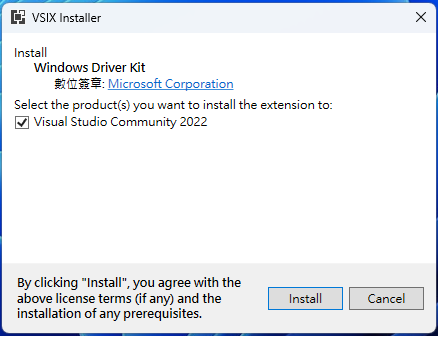 VSIX Installer
Install
Windows Driver Kit
數位簽章: Microsoft Corporation
Select the product(s) you want to install the extension to:
Visual Studio Community 2022
By clicking "Install", you agree with the
above license terms (if any) and the
installation of any prerequisites.
Install
Cancel